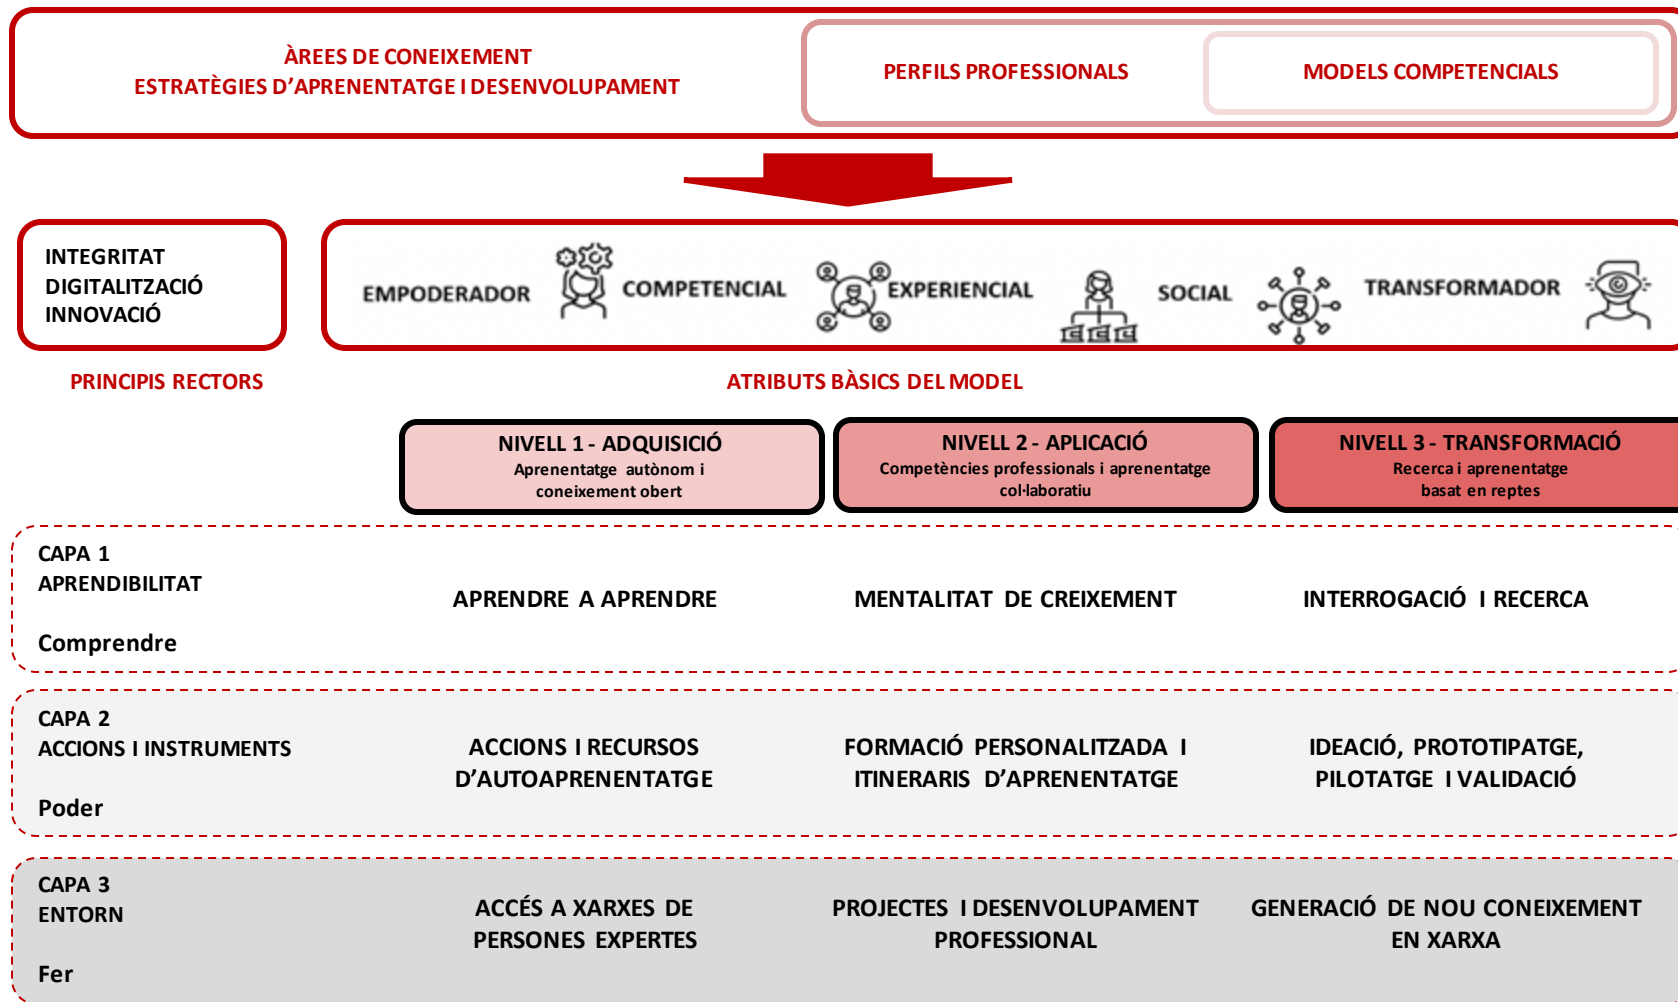 ÀREES DE CONEIXEMENT
ESTRATÈGIES D'APRENENTATGE I DESENVOLUPAMENT
PERFILS PROFESSIONALS
MODELS COMPETENCIALS
INTEGRITAT
DIGITALITZACIÓ
INNOVACIÓ
EMPODERADOR
COMPETENCIAL
EXPERIENCIAL
SOCIAL
TRANSFORMADOR
PRINCIPIS RECTORS
ATRIBUTS BÀSICS DEL MODEL
NIVELL 1 - ADQUISICIÓ
Aprenentatge autònom i
coneixement obert
NIVELL 2 - APLICACIÓ
Competències professionals i aprenentatge
col·laboratiu
NIVELL 3 - TRANSFORMACIÓ
Recerca i aprenentatge
basat en reptes
CAPA 1
APRENDIBILITAT
Comprendre
APRENDRE A APRENDRE
MENTALITAT DE CREIXEMENT
INTERROGACIÓ I RECERCA
CAPA 2
ACCIONS I INSTRUMENTS
Poder
ACCIONS I RECURSOS
D'AUTOAPRENENTATGE
FORMACIÓ PERSONALITZADA I
ITINERARIS D'APRENENTATGE
IDEACIÓ, PROTOTIPATGE,
PILOTATGE I VALIDACIÓ
CAPA 3
ENTORN
Fer
ACCÉS A XARXES DE
PERSONES EXPERTES
PROJECTES I DESENVOLUPAMENT
PROFESSIONAL
GENERACIÓ DE NOU CONEIXEMENT
EN XARXA